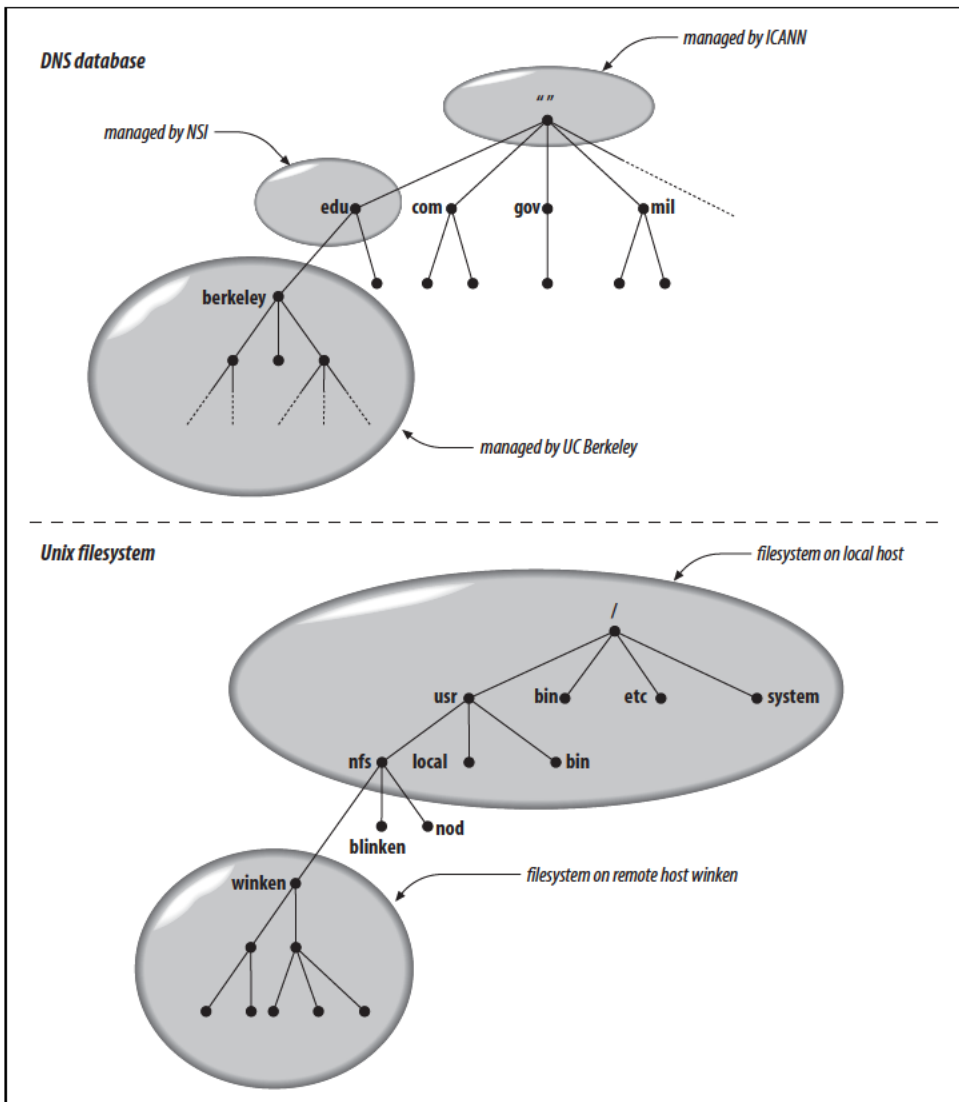 DNS database
managed by ICANN
“ ”
managed by NSI
edu
com
gov
mil
berkeley
managed by UC Berkeley
Unix filesystem
filesystem on local host
/
usr
bin
etc
system
nfs
local
bin
blinken
nod
winken
filesystem on remote host winken